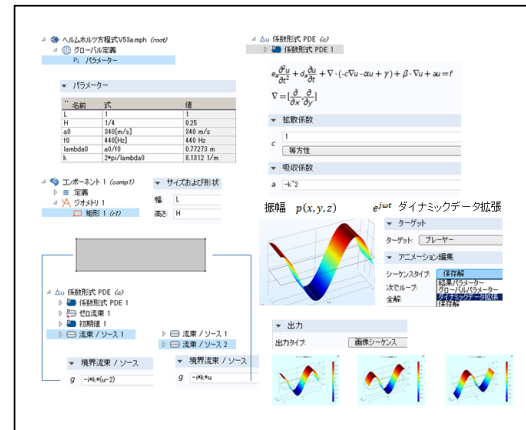 ヘルムホルツ方程式V53a.mph (root)
グローバル定義
Pi パラメーター
パラメーター
名前 式 値
L 1 1
H 1/4 0.25
a0 340[m/s] 340 m/s
f0 440[Hz] 440 Hz
lambda0 a0/f0 0.77273 m
k 2*pi/lambda0 8.1312 1/m
コンポーネント 1 (comp1)
定義
ジオメトリ 1
矩形 1 (r1)
サイズおよび形状
幅: L
高さ: H
Δu 係数形式 PDE (c)
係数形式 PDE 1
ゼロ流束 1
初期値 1
流束 / ソース 1
境界流束 / ソース
g -i*k*(u-2)
流束 / ソース 1
流束 / ソース 2
境界流束 / ソース
g -i*k*u
Δu 係数形式 PDE (c)
係数形式 PDE 1
eₐ ∂²u/∂t² + dₐ ∂u/∂t + ∇·(-c∇u - αu + γ) + β·∇u + au = f
∇=[∂/∂x, ∂/∂y]
拡散係数
c 1
等方性
吸収係数
a -k^2
振幅 p(x,y,z) e^{jωt} ダイナミックデータ拡張
ターゲット
ターゲット: プレーヤー
アニメーション編集
シーケンスタイプ: 保存解
次でループ: 結果パラメーター
グローバルパラメーター
全解: ダイナミックデータ拡張
保存解
出力
出力タイプ: 画像シーケンス